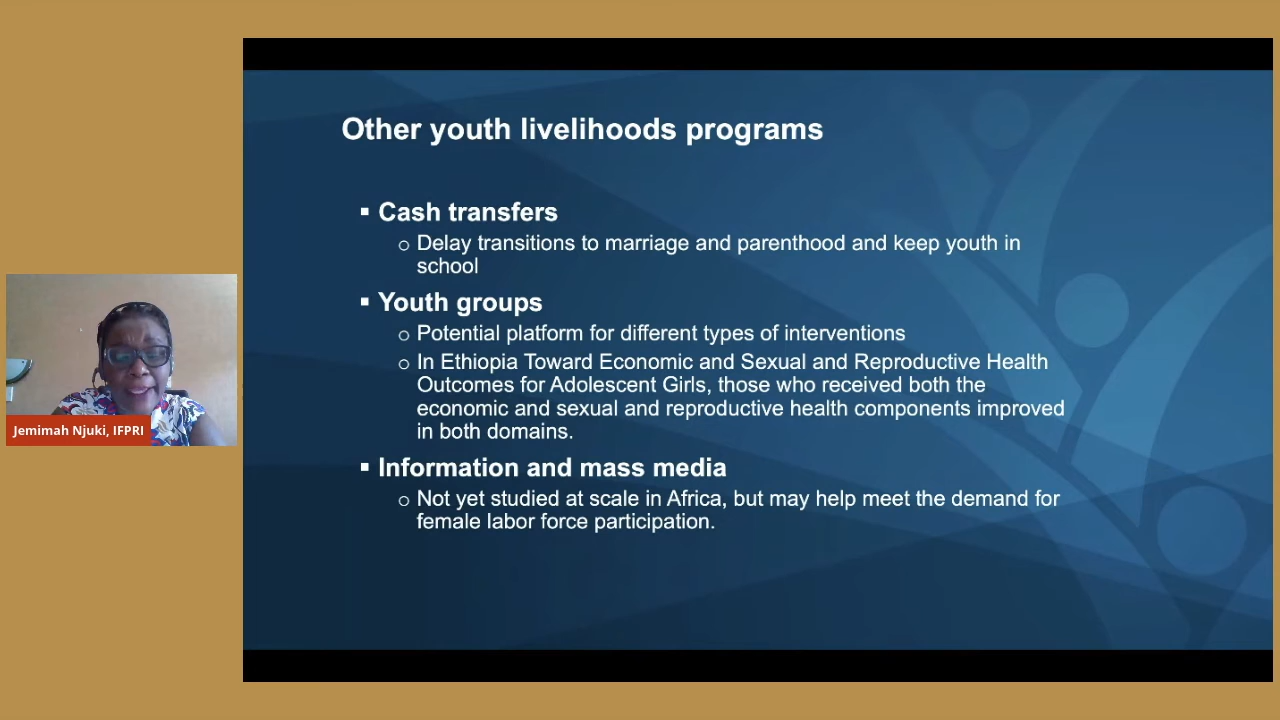 Other youth livelihoods programs
▪ Cash transfers
o Delay transitions to marriage and parenthood and keep youth in
school
▪ Youth groups
o Potential platform for different types of interventions
o In Ethiopia Toward Economic and Sexual and Reproductive Health
Outcomes for Adolescent Girls, those who received both the
economic and sexual and reproductive health components improved
in both domains.
▪ Information and mass media
o Not yet studied at scale in Africa, but may help meet the demand for
female labor force participation.
Jemimah Njuki, IFPRI